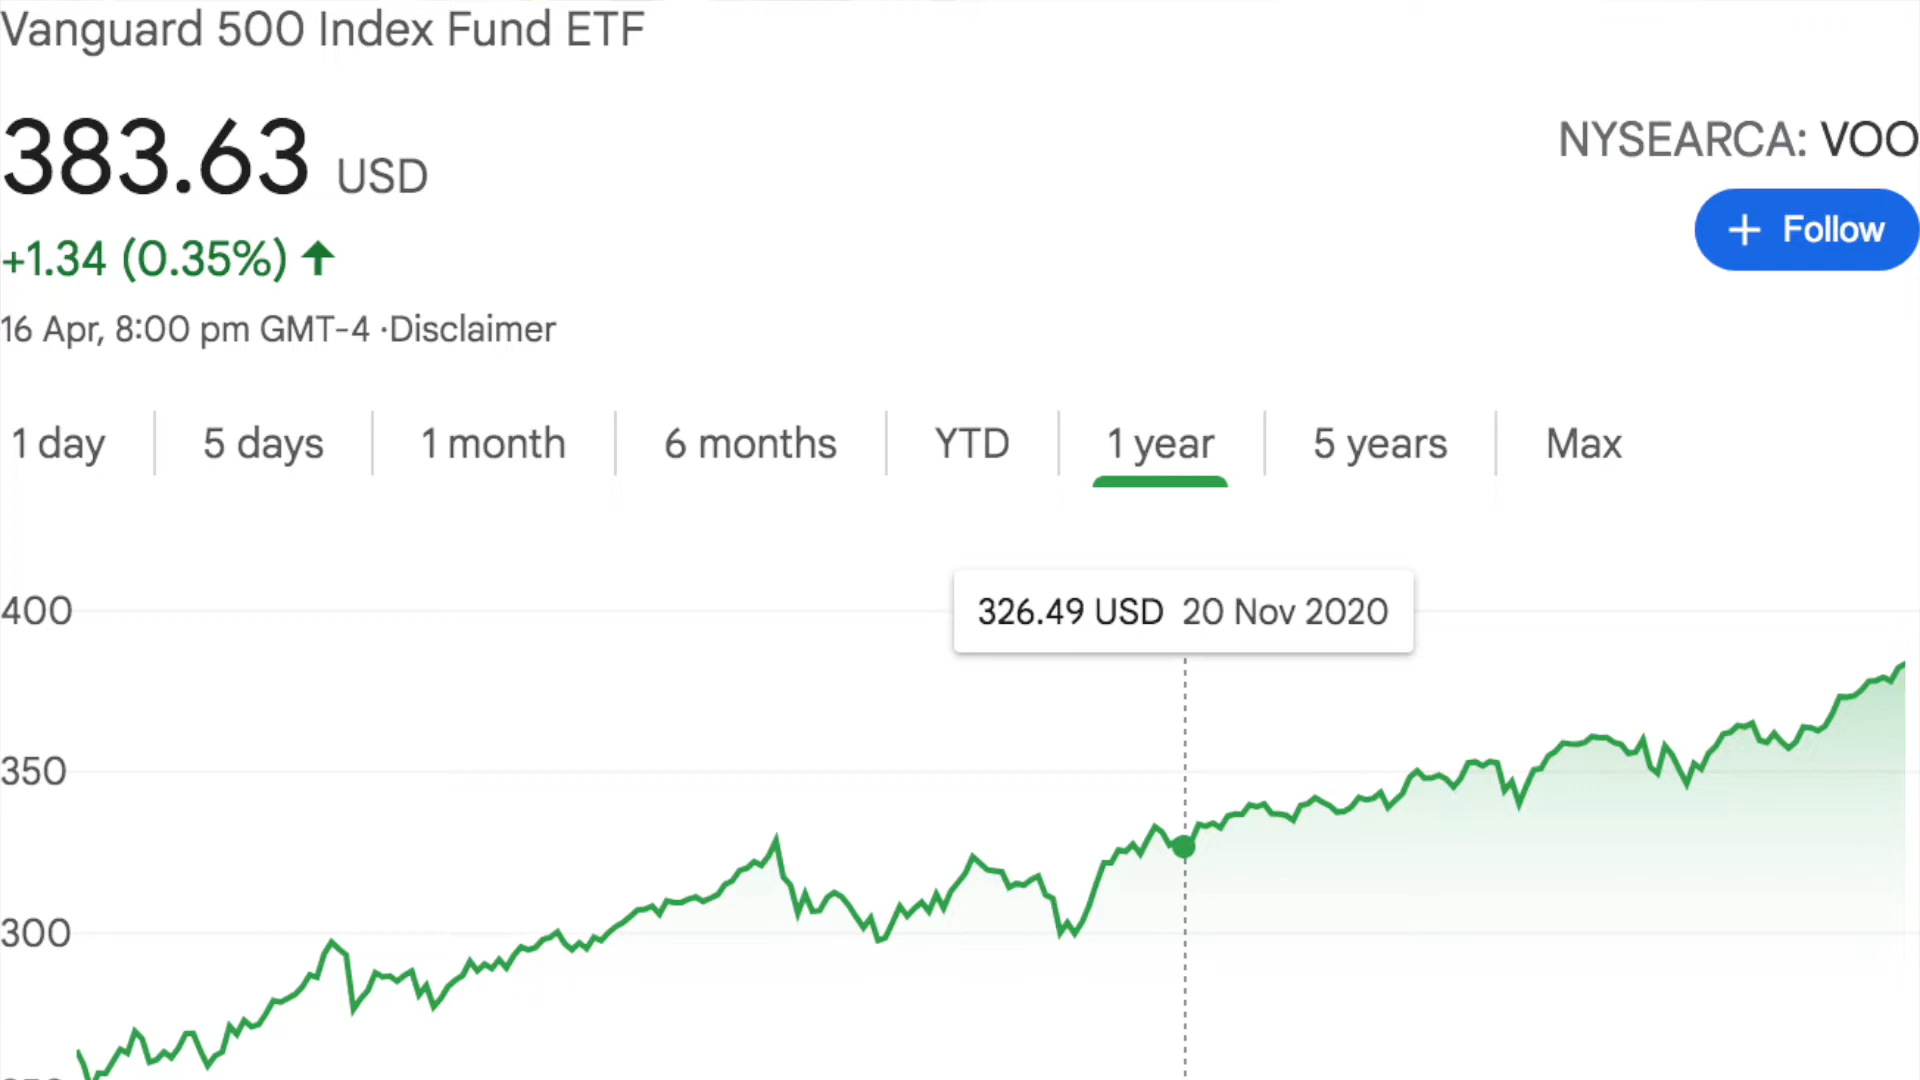 Vanguard 500 Index Fund ETF
383.63 USD
NYSEARCA: VOO
+1.34 (0.35%)
+ Follow
16 Apr, 8:00 pm GMT-4 ·Disclaimer
1 day 5 days 1 month 6 months YTD 1 year 5 years Max
326.49 USD 20 Nov 2020
400
350
300